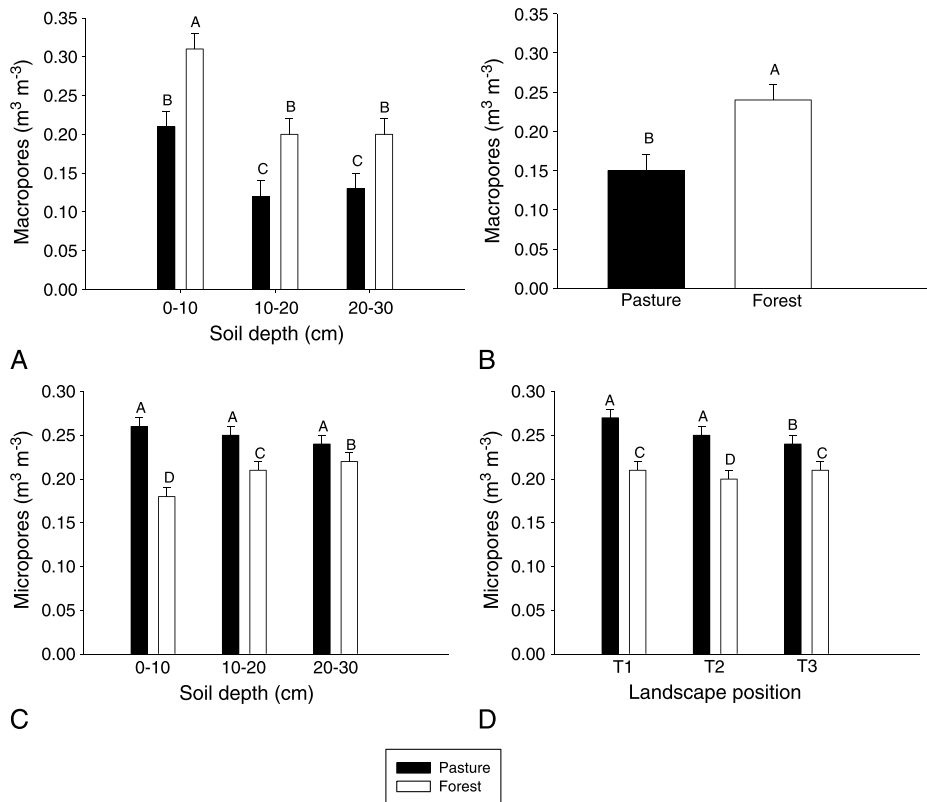 0.35
0.30
0.25
0.20
0.15
0.10
0.05
0.00
Macropores (m³ m⁻³)
B
A
C
B
C
B
0-10
10-20
20-30
Soil depth (cm)
A
0.35
0.30
0.25
0.20
0.15
0.10
0.05
0.00
Macropores (m³ m⁻³)
B
A
Pasture
Forest
B
0.30
0.25
0.20
0.15
0.10
0.05
0.00
Micropores (m³ m⁻³)
A
D
A
C
A
B
0-10
10-20
20-30
Soil depth (cm)
C
0.30
0.25
0.20
0.15
0.10
0.05
0.00
Micropores (m³ m⁻³)
A
C
A
D
B
C
T1
T2
T3
Landscape position
D
Pasture
Forest